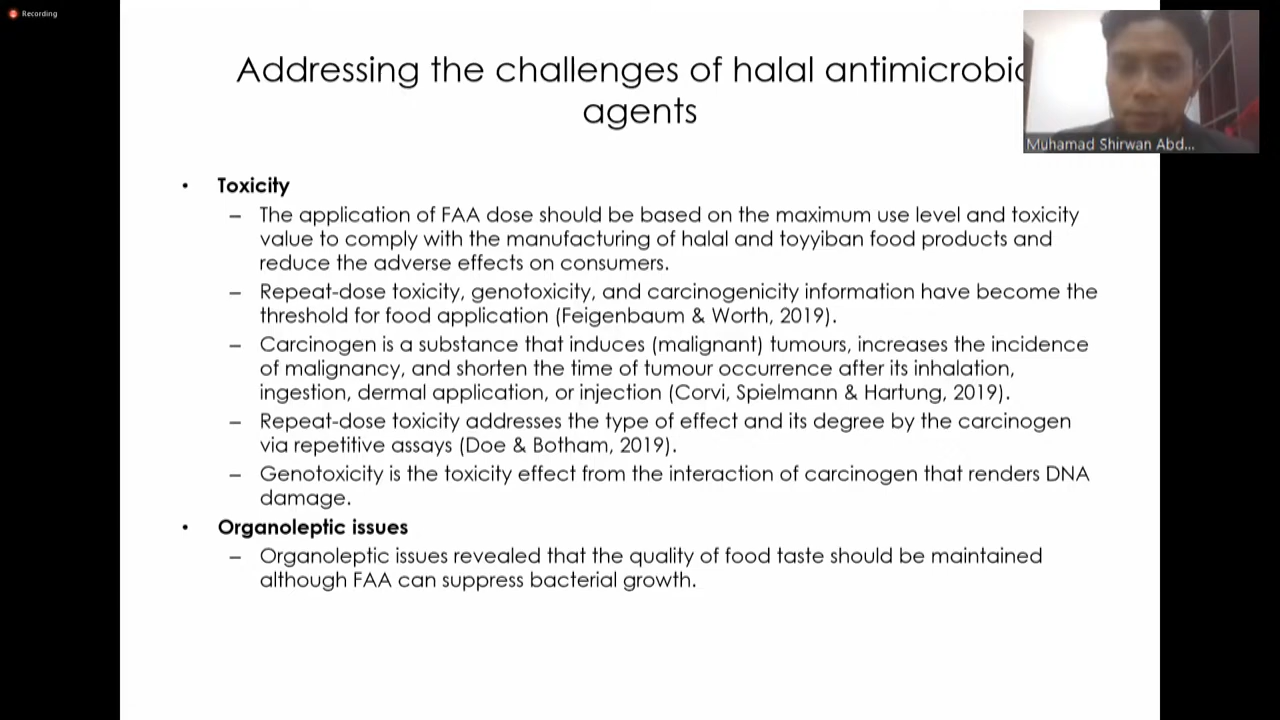 Recording
Addressing the challenges of halal antimicrobic
agents
Muhamad Shirwan Abd...
• Toxicity
– The application of FAA dose should be based on the maximum use level and toxicity
value to comply with the manufacturing of halal and toyyiban food products and
reduce the adverse effects on consumers.
– Repeat-dose toxicity, genotoxicity, and carcinogenicity information have become the
threshold for food application (Feigenbaum & Worth, 2019).
– Carcinogen is a substance that induces (malignant) tumours, increases the incidence
of malignancy, and shorten the time of tumour occurrence after its inhalation,
ingestion, dermal application, or injection (Corvi, Spielmann & Hartung, 2019).
– Repeat-dose toxicity addresses the type of effect and its degree by the carcinogen
via repetitive assays (Doe & Botham, 2019).
– Genotoxicity is the toxicity effect from the interaction of carcinogen that renders DNA
damage.
• Organoleptic issues
– Organoleptic issues revealed that the quality of food taste should be maintained
although FAA can suppress bacterial growth.